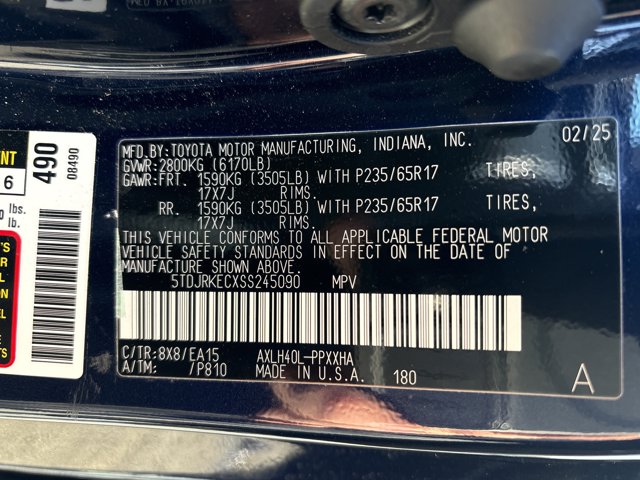 490
08490
6
lbs.
lb.
MFD.BY:TOYOTA MOTOR MANUFACTURING, INDIANA, INC. 02/25
GVWR:2800KG (6170LB)
GAWR:FRT. 1590KG (3505LB) WITH P235/65R17 TIRES,
17X7J RIMS.
RR. 1590KG (3505LB) WITH P235/65R17 TIRES,
17X7J RIMS.
THIS VEHICLE CONFORMS TO ALL APPLICABLE FEDERAL MOTOR
VEHICLE SAFETY STANDARDS IN EFFECT ON THE DATE OF
MANUFACTURE SHOWN ABOVE.
5TDJRKECXSS245090 MPV
C/TR:8X8/EA15 AXLH40L-PPXXHA
A/TM: /P810 MADE IN U.S.A. 180
A